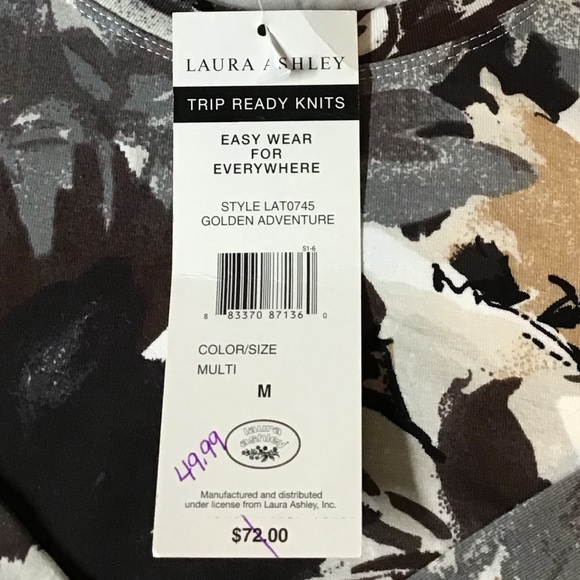 LAURA ASHLEY
TRIP READY KNITS
EASY WEAR
FOR
EVERYWHERE
STYLE LAT0745
GOLDEN ADVENTURE
S1-6
8 83370 87136 0
COLOR/SIZE
MULTI
M
laura
ashley
49.99
Manufactured and distributed
under license from Laura Ashley, Inc.
$72.00